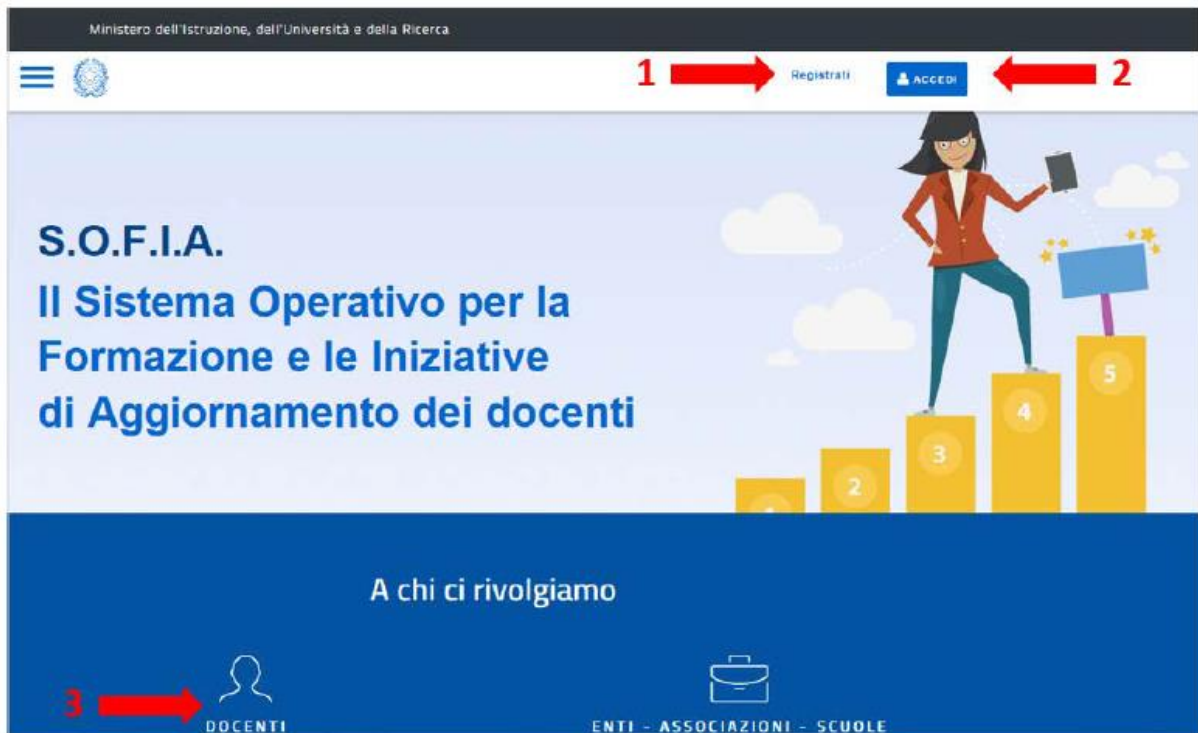 Ministero dell'Istruzione, dell'Università e della Ricerca
1 Registrati ACCEDI 2
S.O.F.I.A.
Il Sistema Operativo per la
Formazione e le Iniziative
di Aggiornamento dei docenti
5
4
3
2
1
A chi ci rivolgiamo
3
DOCENTI
ENTI - ASSOCIAZIONI - SCUOLE